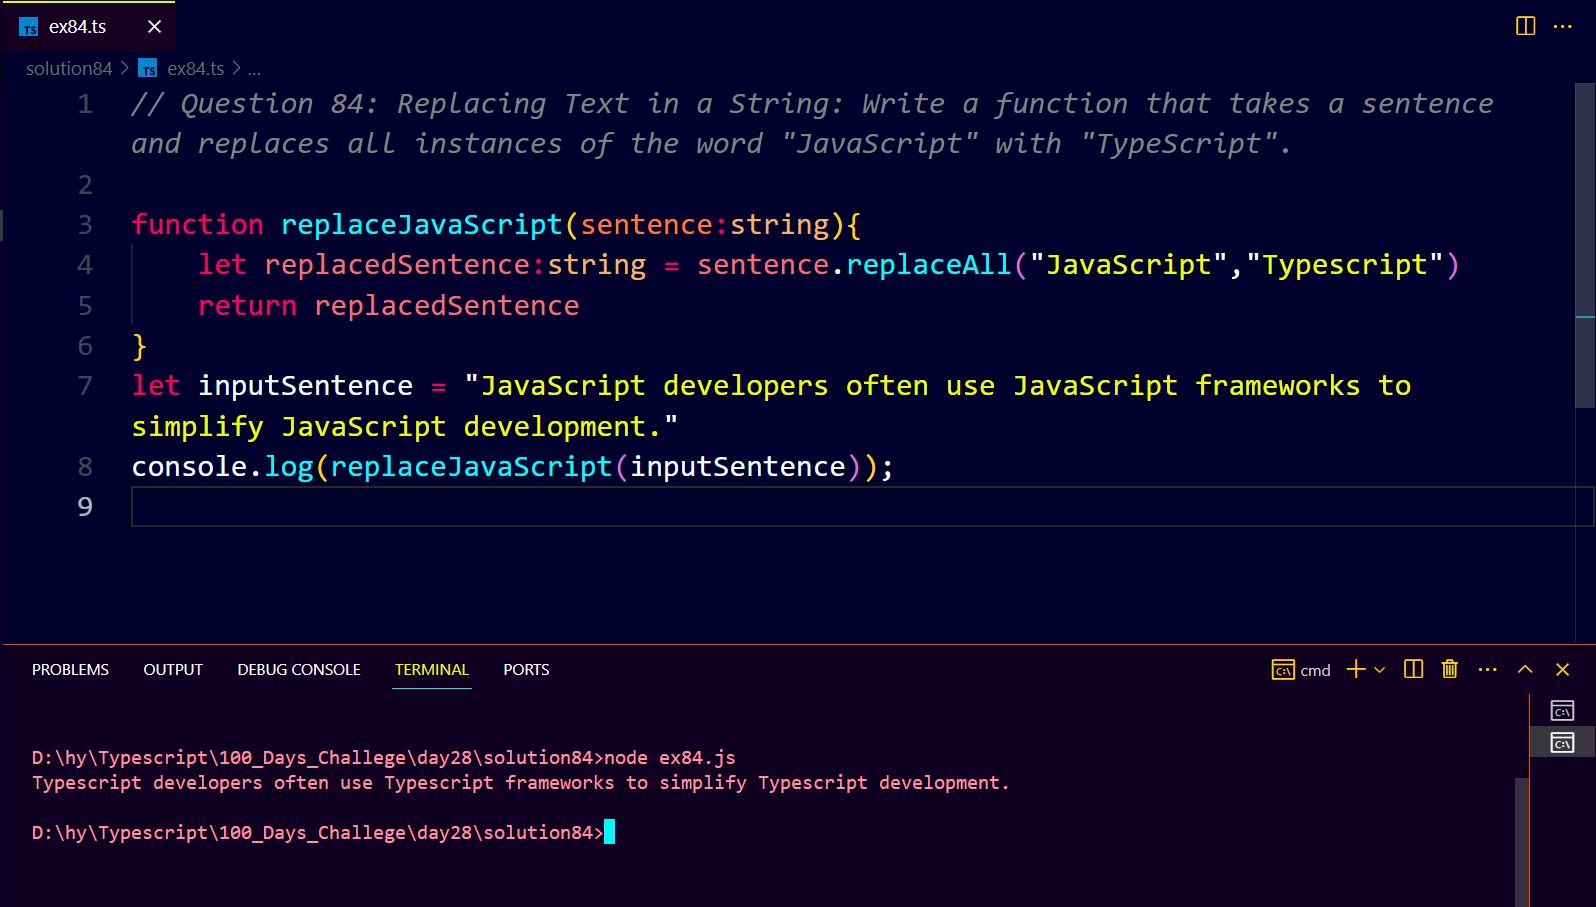 TS ex84.ts
solution84 > TS ex84.ts > ...
1 // Question 84: Replacing Text in a String: Write a function that takes a sentence
and replaces all instances of the word "JavaScript" with "TypeScript".
2
3 function replaceJavaScript(sentence:string){
4 let replacedSentence:string = sentence.replaceAll("JavaScript","Typescript")
5 return replacedSentence
6 }
7 let inputSentence = "JavaScript developers often use JavaScript frameworks to
simplify JavaScript development."
8 console.log(replaceJavaScript(inputSentence));
9
PROBLEMS OUTPUT DEBUG CONSOLE TERMINAL PORTS cmd
D:\hy\Typescript\100_Days_Challege\day28\solution84>node ex84.js
Typescript developers often use Typescript frameworks to simplify Typescript development.
D:\hy\Typescript\100_Days_Challege\day28\solution84>